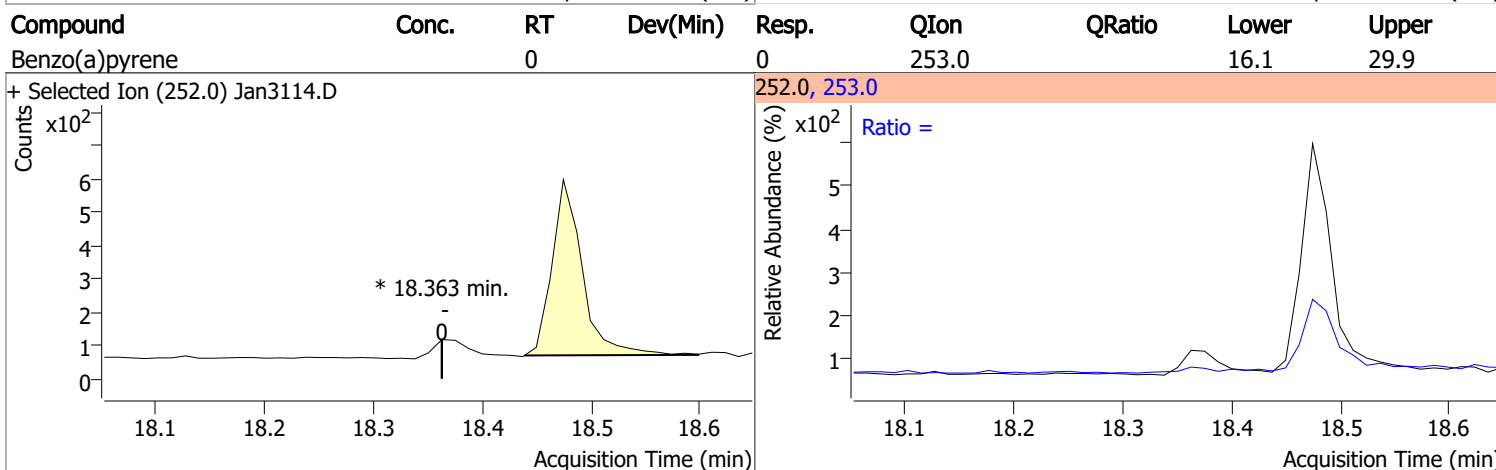 Compound Conc. RT Dev(Min) Resp. QIon QRatio Lower Upper
Benzo(a)pyrene 0 0 253.0 16.1 29.9
+ Selected Ion (252.0) Jan3114.D
Counts
x10²
6
5
4
3
2
1
0
* 18.363 min.
-
0
18.1 18.2 18.3 18.4 18.5 18.6
Acquisition Time (min)
252.0, 253.0
Relative Abundance (%)
x10²
Ratio =
5
4
3
2
1
18.1 18.2 18.3 18.4 18.5 18.6
Acquisition Time (min)